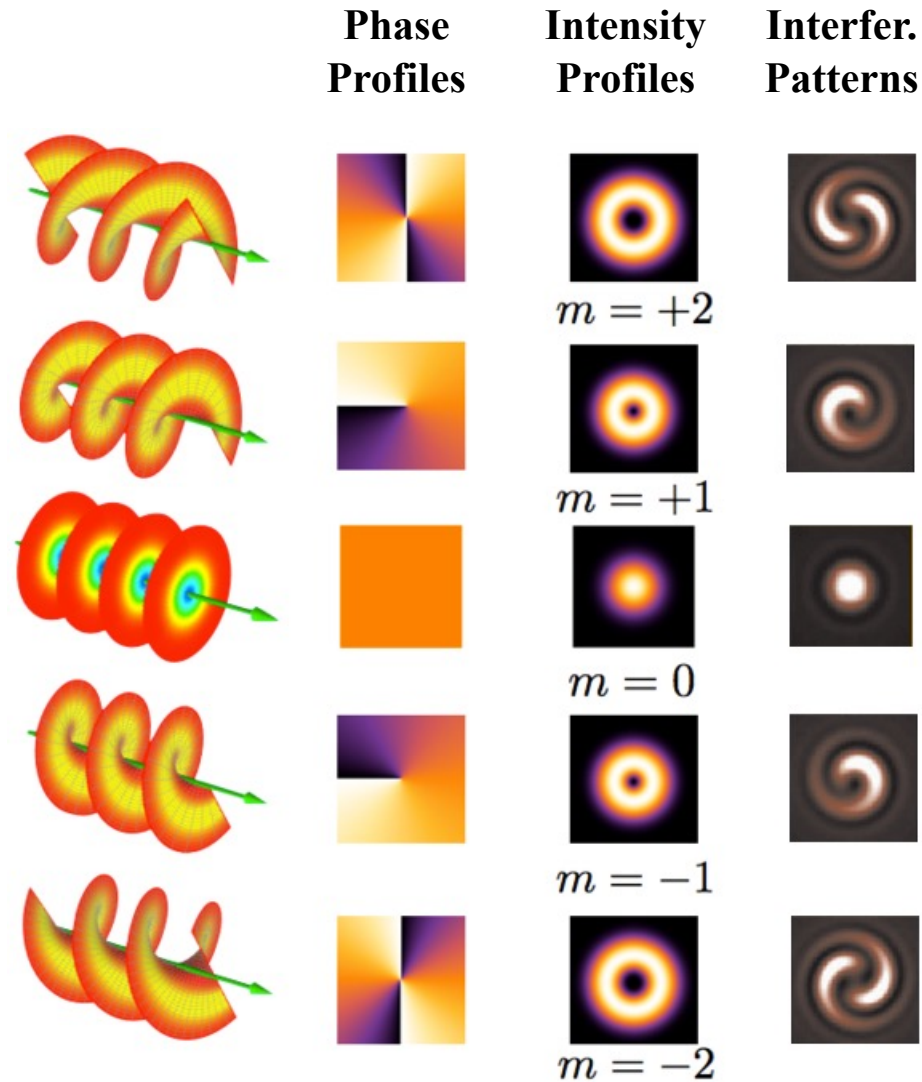 Phase Intensity Interfer.
Profiles Profiles Patterns
m = +2
m = +1
m = 0
m = −1
m = −2